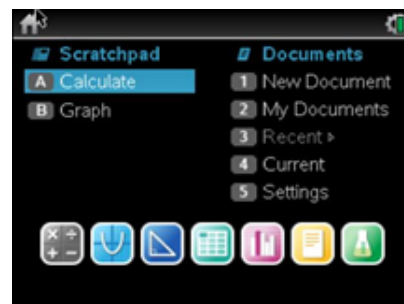 Scratchpad
A Calculate
B Graph
Documents
1 New Document
2 My Documents
3 Recent ▸
4 Current
5 Settings